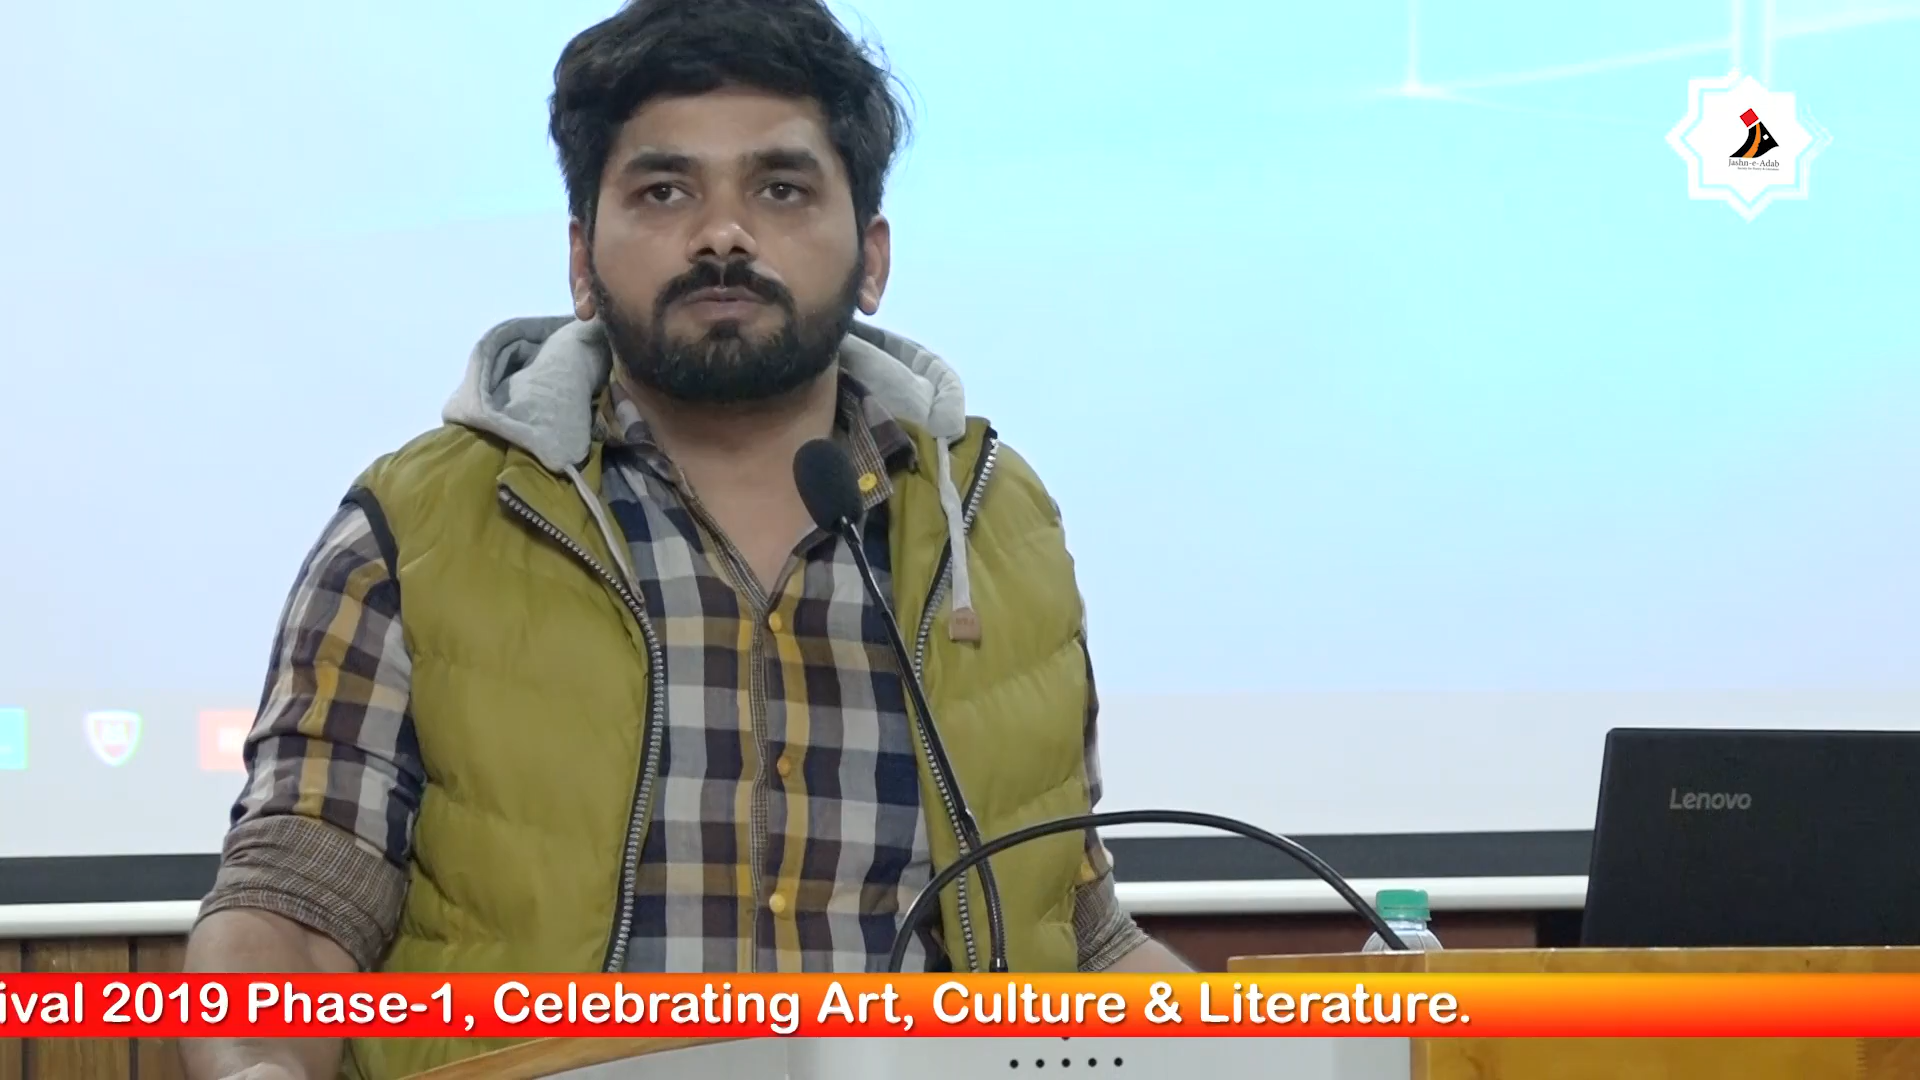 Jashn-e-Adab
Lenovo
ival 2019 Phase-1, Celebrating Art, Culture & Literature.